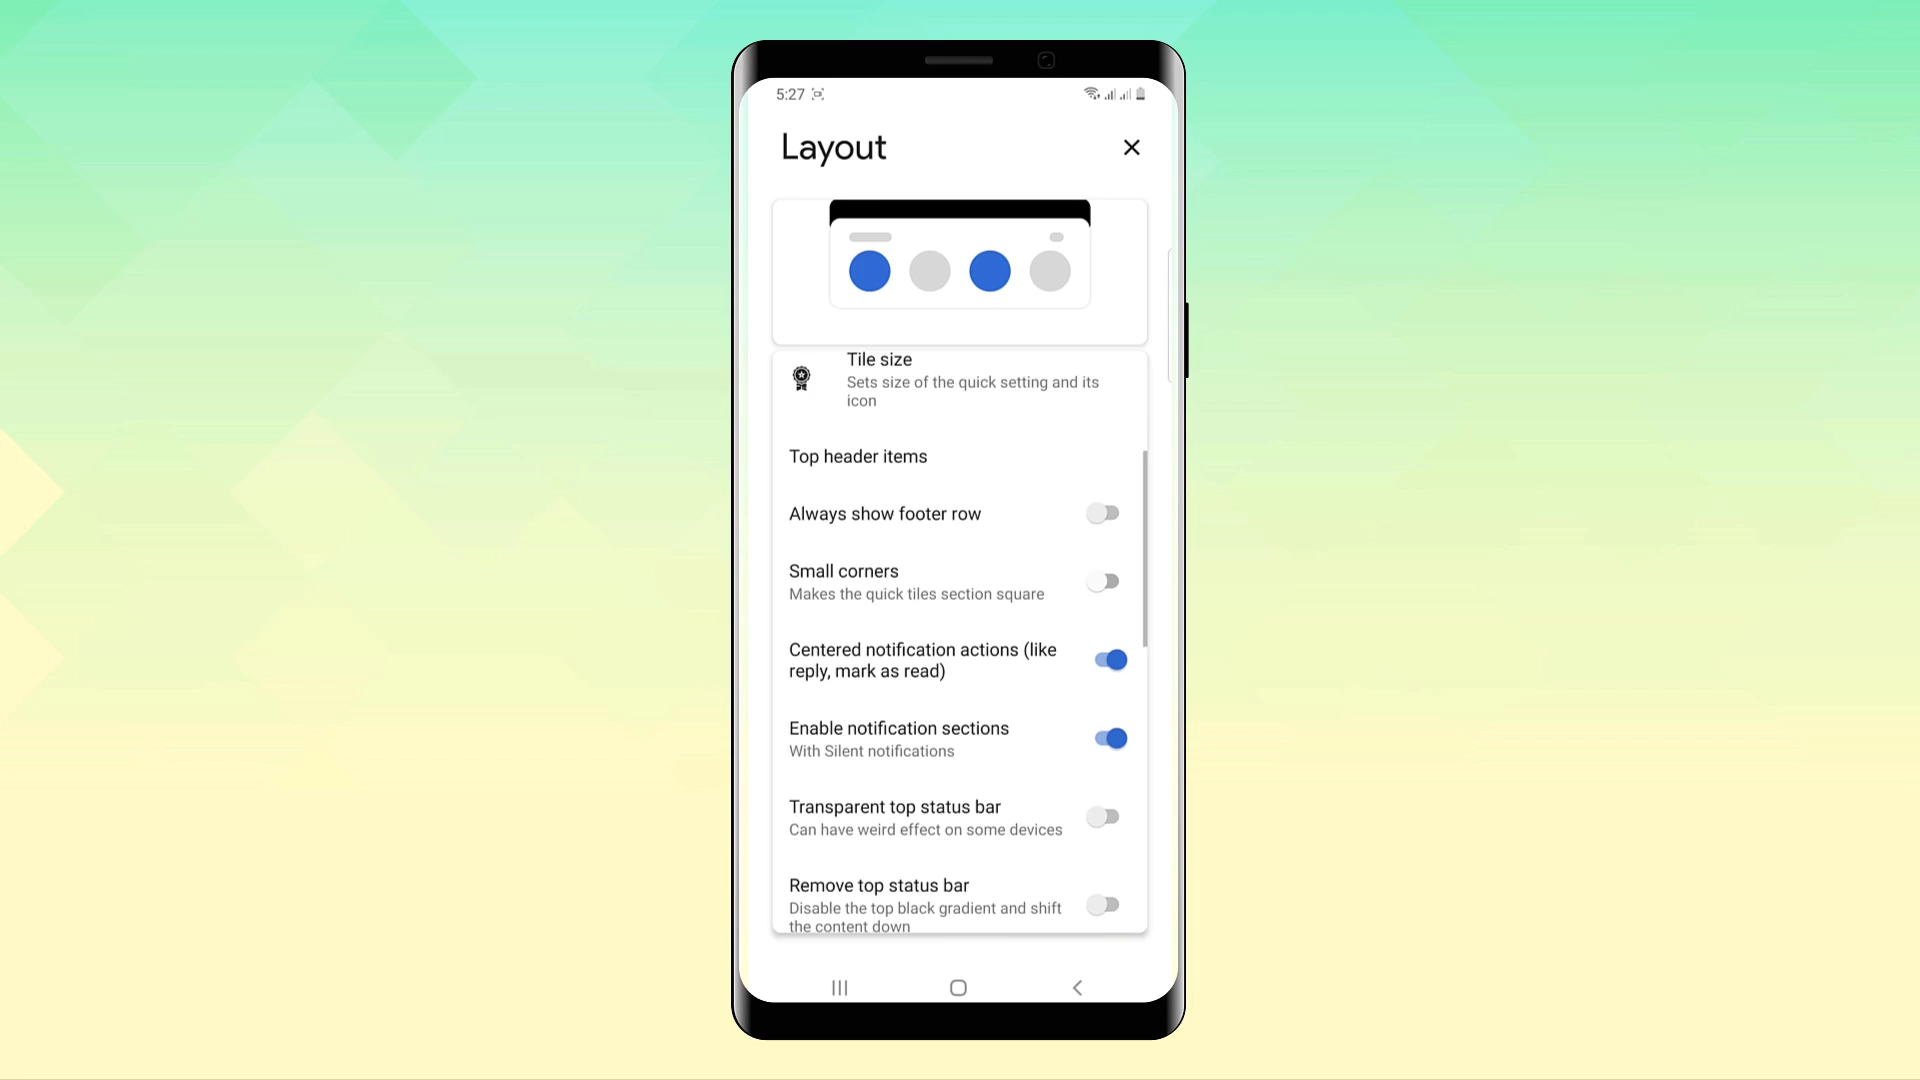 5:27
Layout
Tile size
Sets size of the quick setting and its
icon
Top header items
Always show footer row
Small corners
Makes the quick tiles section square
Centered notification actions (like
reply, mark as read)
Enable notification sections
With Silent notifications
Transparent top status bar
Can have weird effect on some devices
Remove top status bar
Disable the top black gradient and shift
the content down